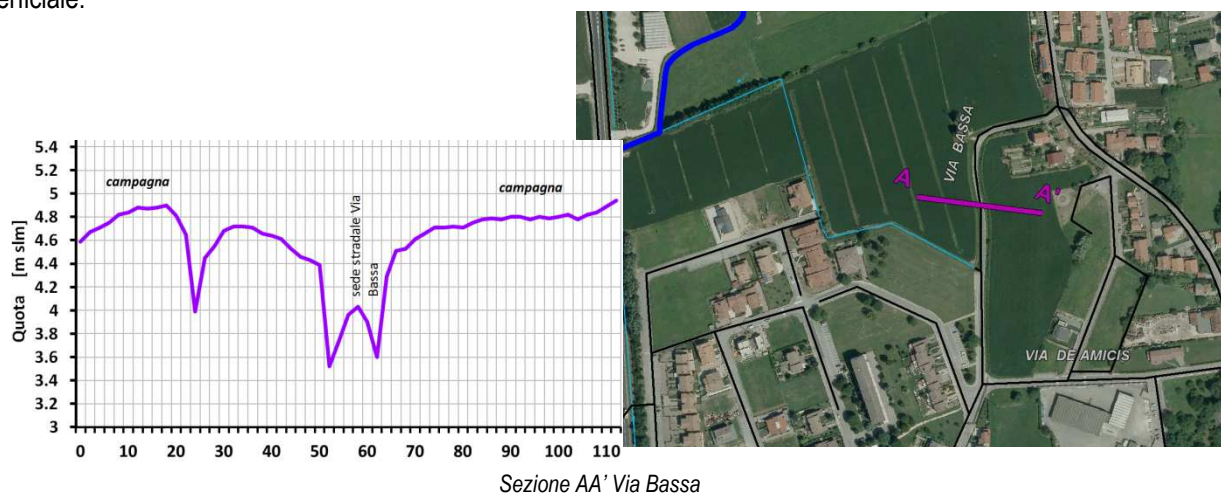 eficiale.
5.4
5.2
5
4.8
4.6
4.4
4.2
4
3.8
3.6
3.4
3.2
3
Quota [m slm]
campagna
sede stradale Via
Bassa
campagna
0 10 20 30 40 50 60 70 80 90 100 110
VIA BASSA
A
A'
VIA DE AMICIS
Sezione AA' Via Bassa